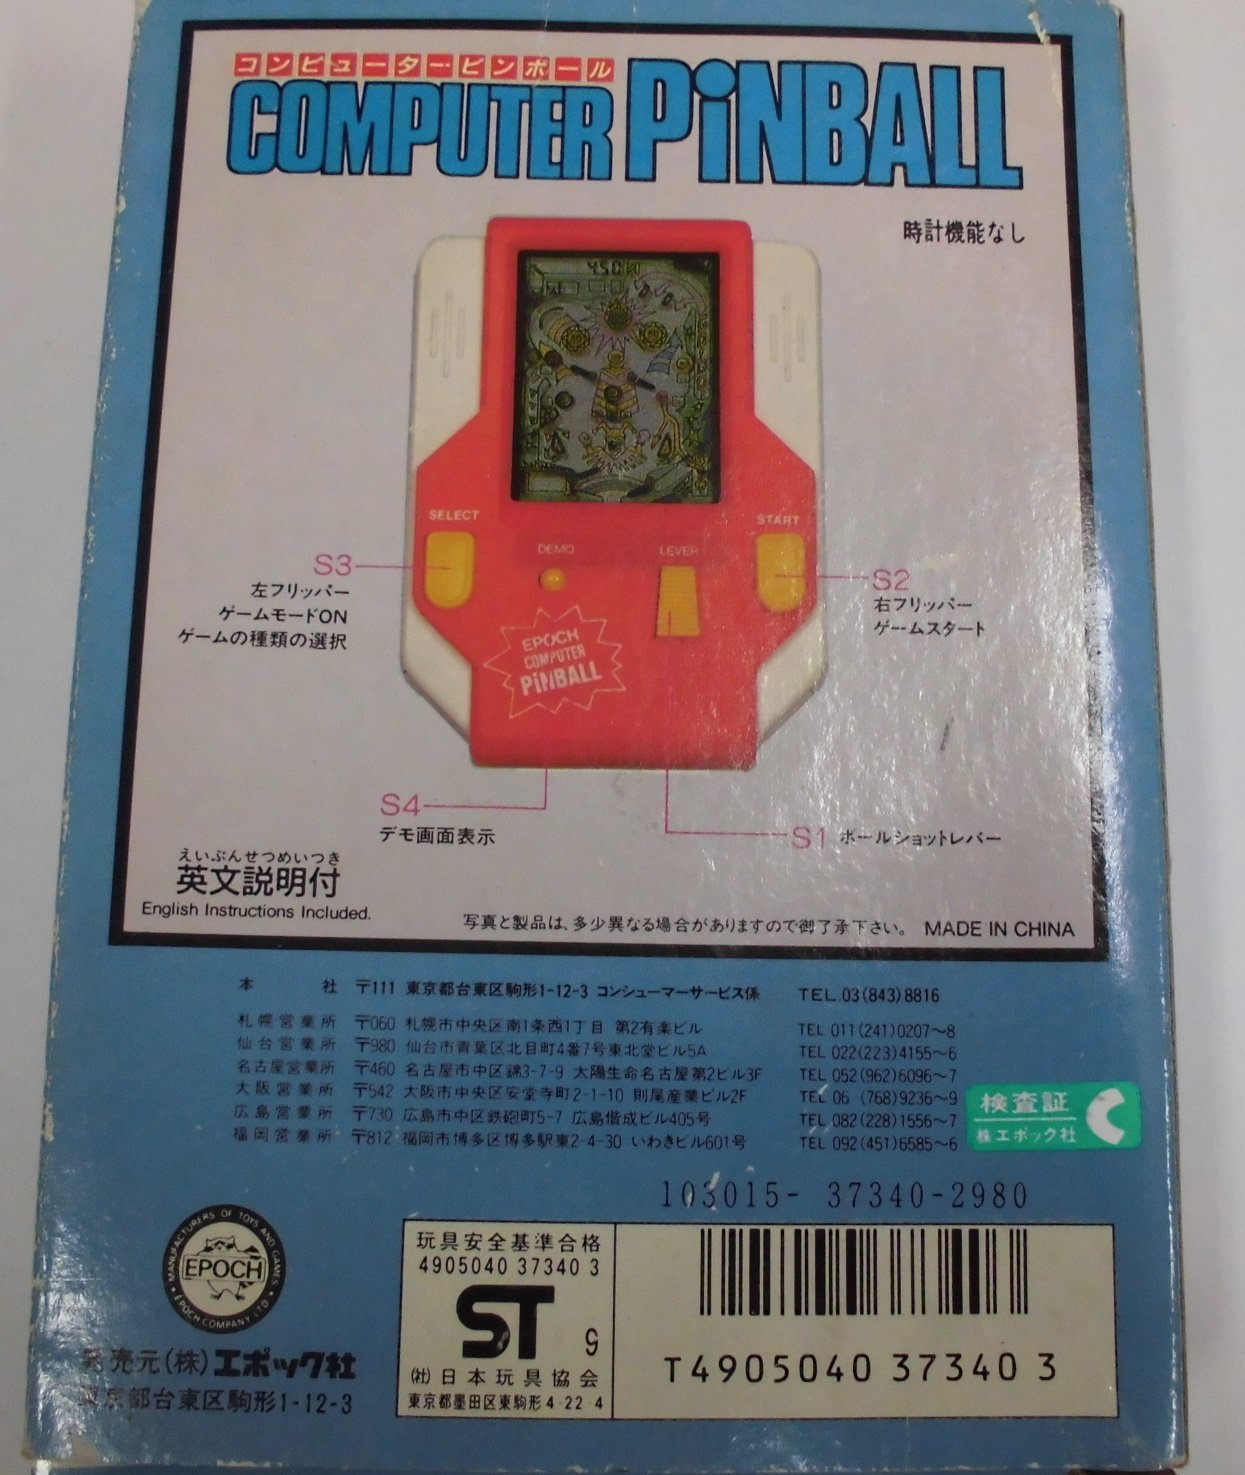 コンピューター・ピンボール
COMPUTER PiNBALL
時計機能なし
450
SELECT
START
DEMO
LEVER
S3
左フリッパー
ゲームモードON
ゲームの種類の選択
S2
右フリッパー
ゲームスタート
EPOCH
COMPUTER
PiNBALL
S4
デモ画面表示
S1 ボールショットレバー
えいぶんせつめいつき
英文説明付
English Instructions Included.
写真と製品は、多少異なる場合がありますので御了承下さい。 MADE IN CHINA
本社 〒111 東京都台東区駒形1-12-3 コンシューマーサービス係 TEL.03(843)8816
札幌営業所 〒060 札幌市中央区南1条西1丁目 第2有楽ビル TEL 011(241)0207〜8
仙台営業所 〒980 仙台市青葉区北目町4番7号東北堂ビル5A TEL 022(223)4155〜6
名古屋営業所 〒460 名古屋市中区錦3-7-9 太陽生命名古屋第2ビル3F TEL 052(962)6096〜7
大阪営業所 〒542 大阪市中央区安堂寺町2-1-10 則尾産業ビル2F TEL 06 (768)9236〜9
広島営業所 〒730 広島市中区鉄砲町5-7 広島偕成ビル405号 TEL 082(228)1556〜7
福岡営業所 〒812 福岡市博多区博多駅東2-4-30 いわきビル601号 TEL 092(451)6585〜6
検査証
株エポック社
103015- 37340-2980
MANUFACTURERS OF TOYS AND GAMES
EPOCH
EPOCH COMPANY LTD.
発売元(株)エポック社
東京都台東区駒形1-12-3
玩具安全基準合格
4905040 37340 3
ST 9
(社)日本玩具協会
東京都墨田区東駒形4-22-4
T4905040 37340 3